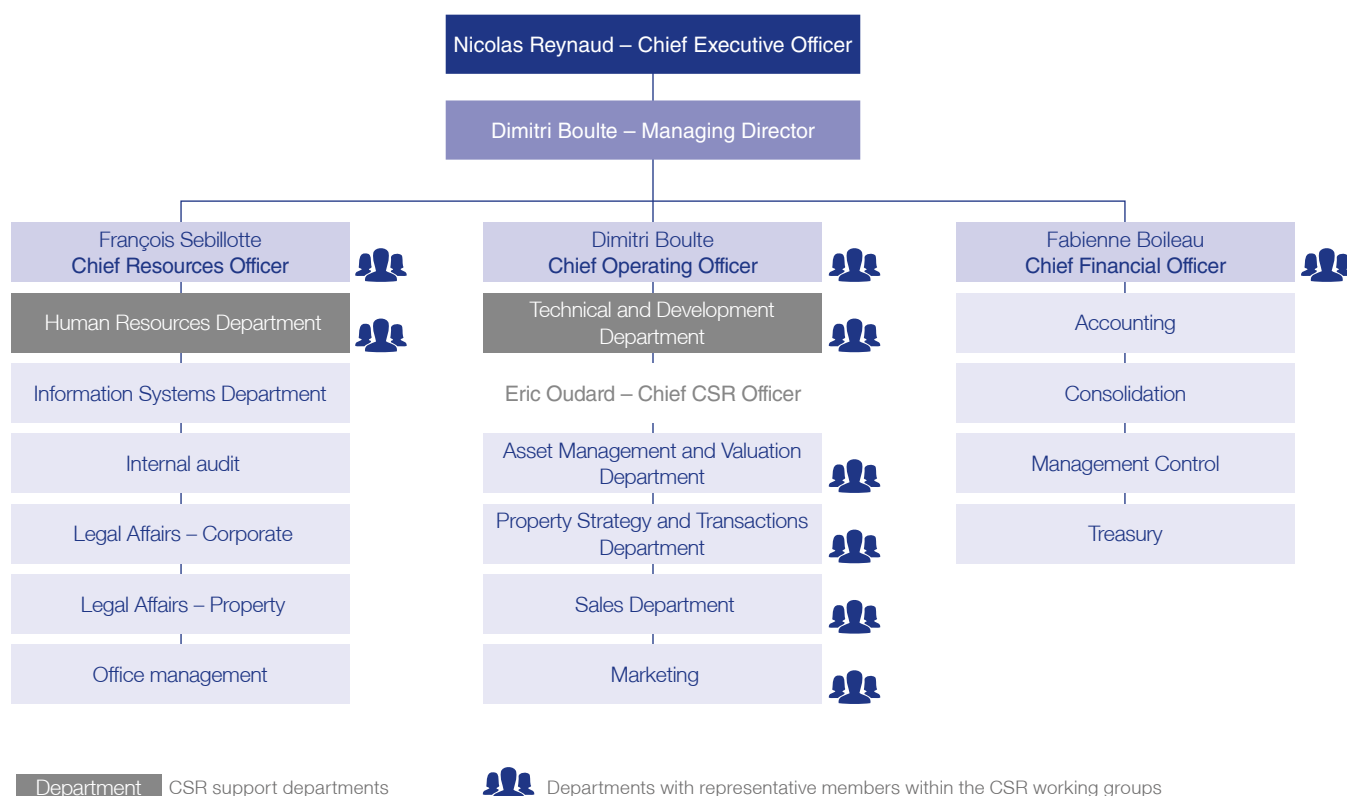 Nicolas Reynaud – Chief Executive Officer
Dimitri Boulte – Managing Director
François Sebillotte
Chief Resources Officer
Human Resources Department
Information Systems Department
Internal audit
Legal Affairs – Corporate
Legal Affairs – Property
Office management
Dimitri Boulte
Chief Operating Officer
Technical and Development
Department
Eric Oudard – Chief CSR Officer
Asset Management and Valuation
Department
Property Strategy and Transactions
Department
Sales Department
Marketing
Fabienne Boileau
Chief Financial Officer
Accounting
Consolidation
Management Control
Treasury
Department CSR support departments
Departments with representative members within the CSR working groups